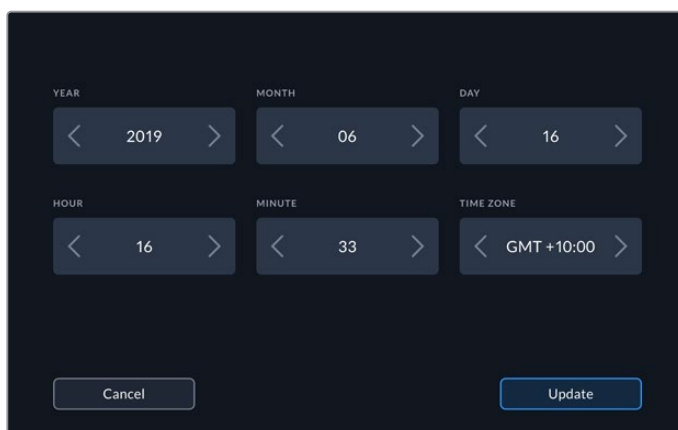 YEAR MONTH DAY
2019 06 16
HOUR MINUTE TIME ZONE
16 33 GMT +10:00
Cancel Update